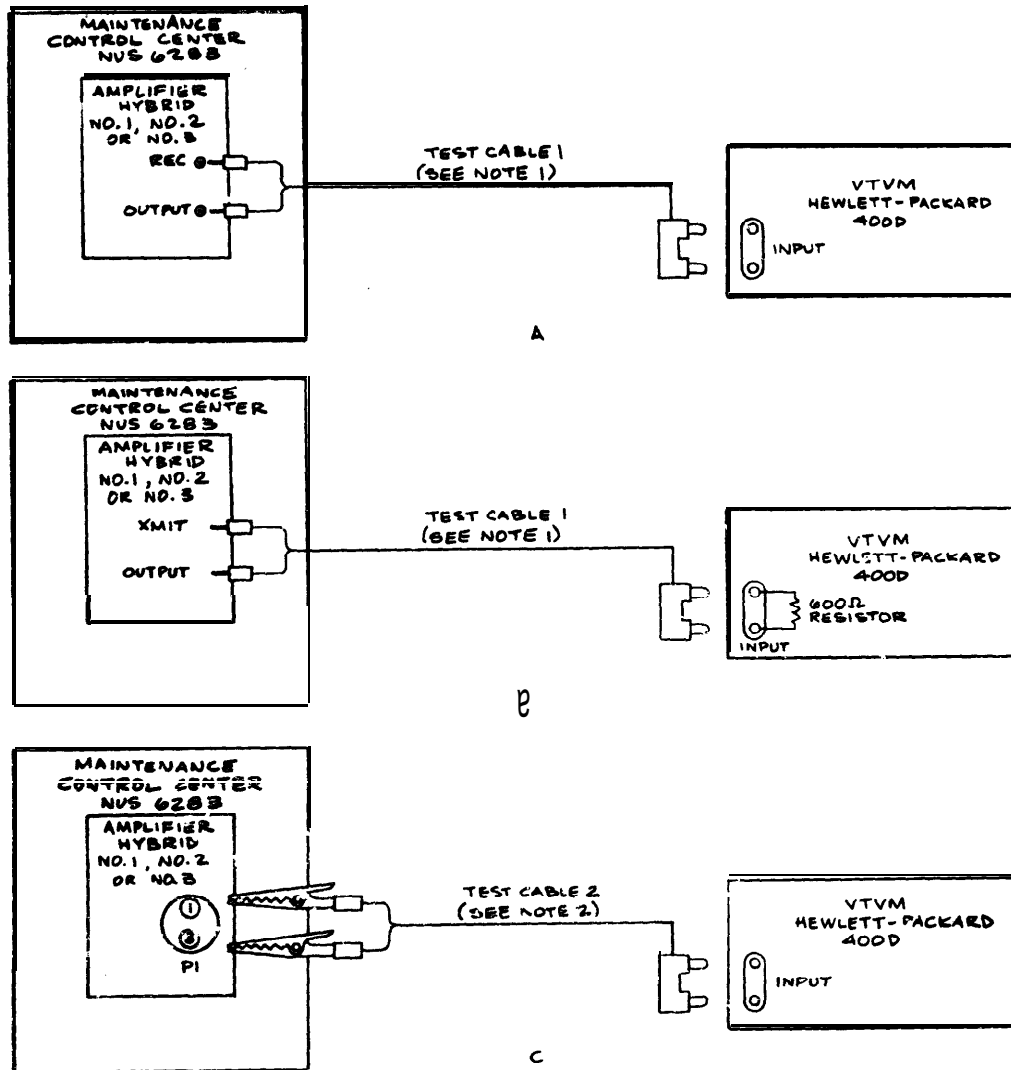 MAINTENANCE
CONTROL CENTER
NUS 6283
AMPLIFIER
HYBRID
NO.1, NO.2
OR NO.3
REC
OUTPUT
TEST CABLE 1
(SEE NOTE 1)
VTVM
HEWLETT-PACKARD
400D
INPUT
A
MAINTENANCE
CONTROL CENTER
NUS 6283
AMPLIFIER
HYBRID
NO.1, NO.2
OR NO.3
XMIT
OUTPUT
TEST CABLE 1
(SEE NOTE 1)
VTVM
HEWLETT-PACKARD
400D
600Ω
RESISTOR
INPUT
B
MAINTENANCE
CONTROL CENTER
NUS 6283
AMPLIFIER
HYBRID
NO.1, NO.2
OR NO.3
1
2
P1
TEST CABLE 2
(SEE NOTE 2)
VTVM
HEWLETT-PACKARD
400D
INPUT
C